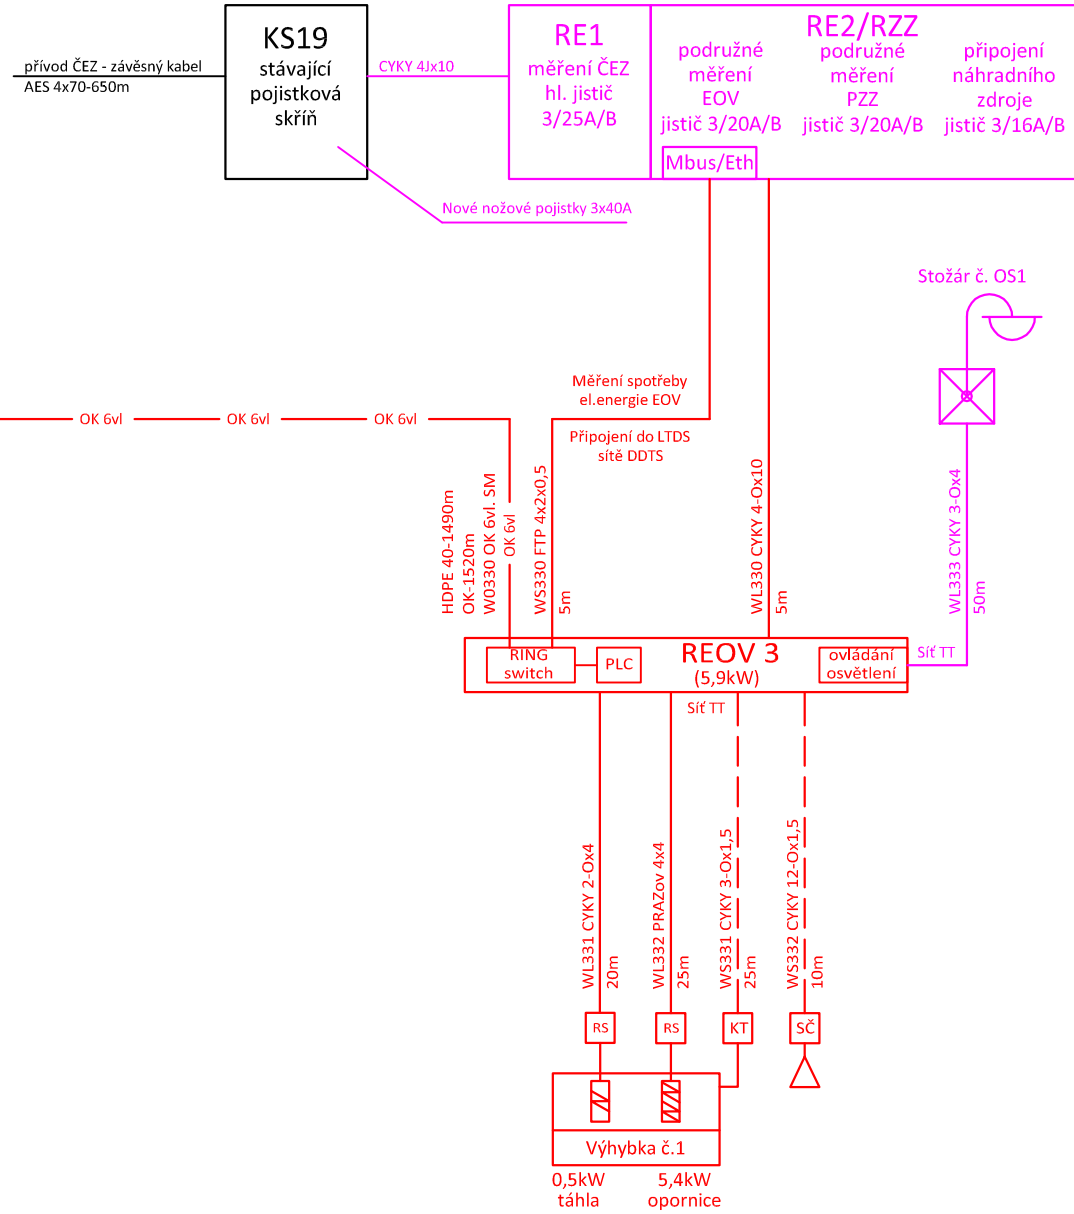 KS19
stávající
pojistková
skříň
přívod ČEZ - závěsný kabel
AES 4x70-650m
CYKY 4Jx10
RE1
měření ČEZ
hl. jistič
3/25A/B
RE2/RZZ
podružné
měření
EOV
jistič 3/20A/B
podružné
měření
PZZ
jistič 3/20A/B
připojení
náhradního
zdroje
jistič 3/16A/B
Mbus/Eth
Nové nožové pojistky 3x40A
Stožár č. OS1
Měření spotřeby
el.energie EOV
OK 6vl
OK 6vl
OK 6vl
Připojení do LTDS
sítě DDTS
HDPE 40-1490m
OK-1520m
W0330 OK 6vl. SM
OK 6vl
WS330 FTP 4x2x0,5
5m
WL330 CYKY 4-Ox10
5m
WL333 CYKY 3-Ox4
50m
RING
switch
PLC
REOV 3
(5,9kW)
ovládání
osvětlení
Síť TT
Síť TT
WL331 CYKY 2-Ox4
20m
WL332 PRAZov 4x4
25m
WS331 CYKY 3-Ox1,5
25m
WS332 CYKY 12-Ox1,5
10m
RS
RS
KT
SČ
Výhybka č.1
0,5kW
táhla
5,4kW
opornice